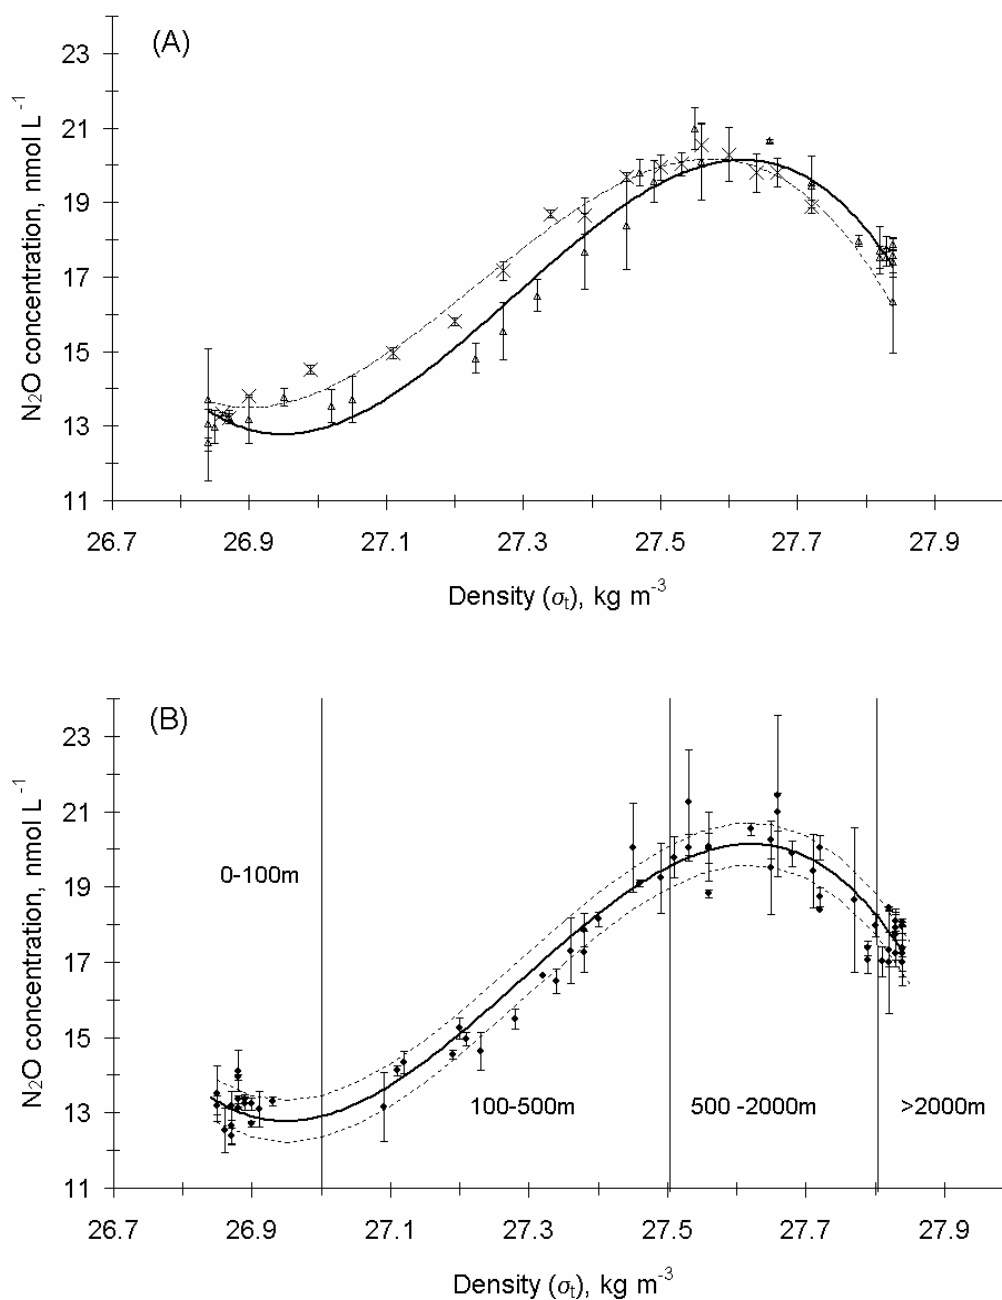 (A)
N₂O concentration, nmol L⁻¹
23
21
19
17
15
13
11
26.7 26.9 27.1 27.3 27.5 27.7 27.9
Density (σₜ), kg m⁻³
(B)
N₂O concentration, nmol L⁻¹
23
21
19
17
15
13
11
0-100m
100-500m 500 -2000m >2000m
26.7 26.9 27.1 27.3 27.5 27.7 27.9
Density (σₜ), kg m⁻³